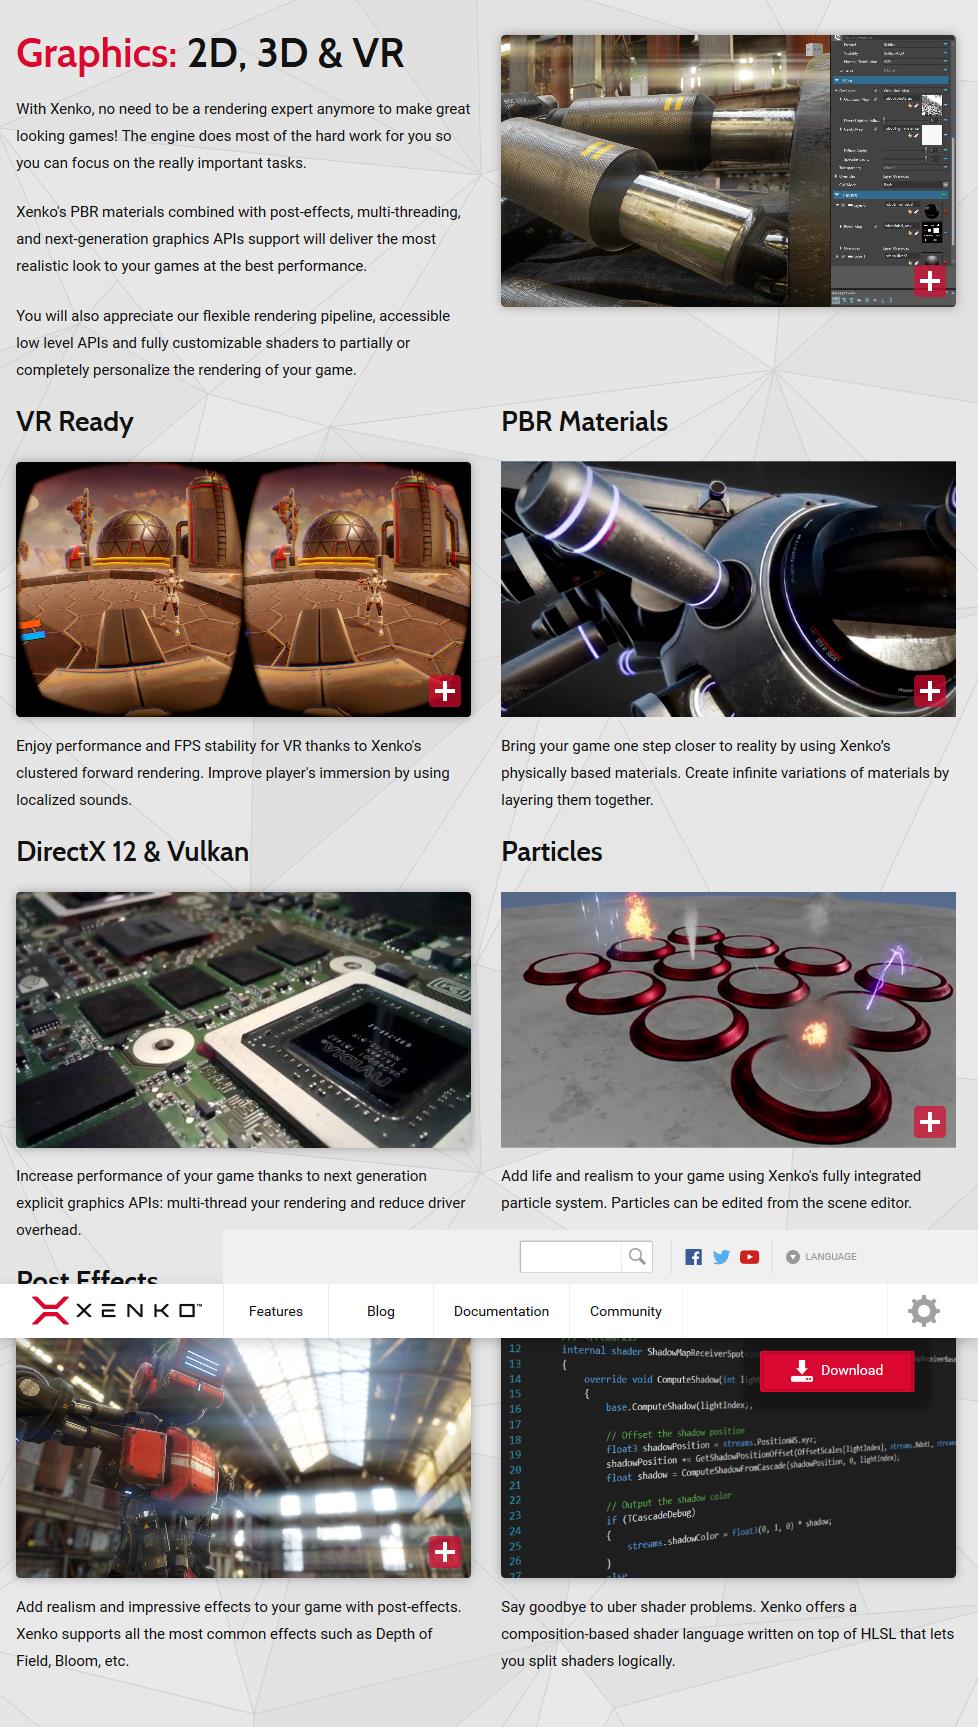 Graphics: 2D, 3D & VR
With Xenko, no need to be a rendering expert anymore to make great
looking games! The engine does most of the hard work for you so
you can focus on the really important tasks.
Xenko's PBR materials combined with post-effects, multi-threading,
and next-generation graphics APIs support will deliver the most
realistic look to your games at the best performance.
You will also appreciate our flexible rendering pipeline, accessible
low level APIs and fully customizable shaders to partially or
completely personalize the rendering of your game.
VR Ready
PBR Materials
Enjoy performance and FPS stability for VR thanks to Xenko's
clustered forward rendering. Improve player's immersion by using
localized sounds.
Bring your game one step closer to reality by using Xenko’s
physically based materials. Create infinite variations of materials by
layering them together.
DirectX 12 & Vulkan
Particles
NVIDIA
Increase performance of your game thanks to next generation
explicit graphics APIs: multi-thread your rendering and reduce driver
overhead.
Add life and realism to your game using Xenko's fully integrated
particle system. Particles can be edited from the scene editor.
LANGUAGE
Post Effects
XENKO™
Features
Blog
Documentation
Community
Download
12 internal shader ShadowMapReceiverSpot
13 {
14 override void ComputeShadow(int
15 {
16 base.ComputeShadow(lightIndex);
17
18 // Offset the shadow position
19 float3 shadowPosition = streams.PositionWS.xyz;
20 shadowPosition += GetShadowPositionOffset(OffsetScales[lightIndex], streams.NdotL,
21 float shadow = ComputeShadowFromCascade(shadowPosition, 0, lightIndex);
22
23 // Output the shadow color
24 if (TCascadeDebug)
25 {
26 streams.shadowColor = float3(0, 1, 0) * shadow;
27 }
else
Add realism and impressive effects to your game with post-effects.
Xenko supports all the most common effects such as Depth of
Field, Bloom, etc.
Say goodbye to uber shader problems. Xenko offers a
composition-based shader language written on top of HLSL that lets
you split shaders logically.